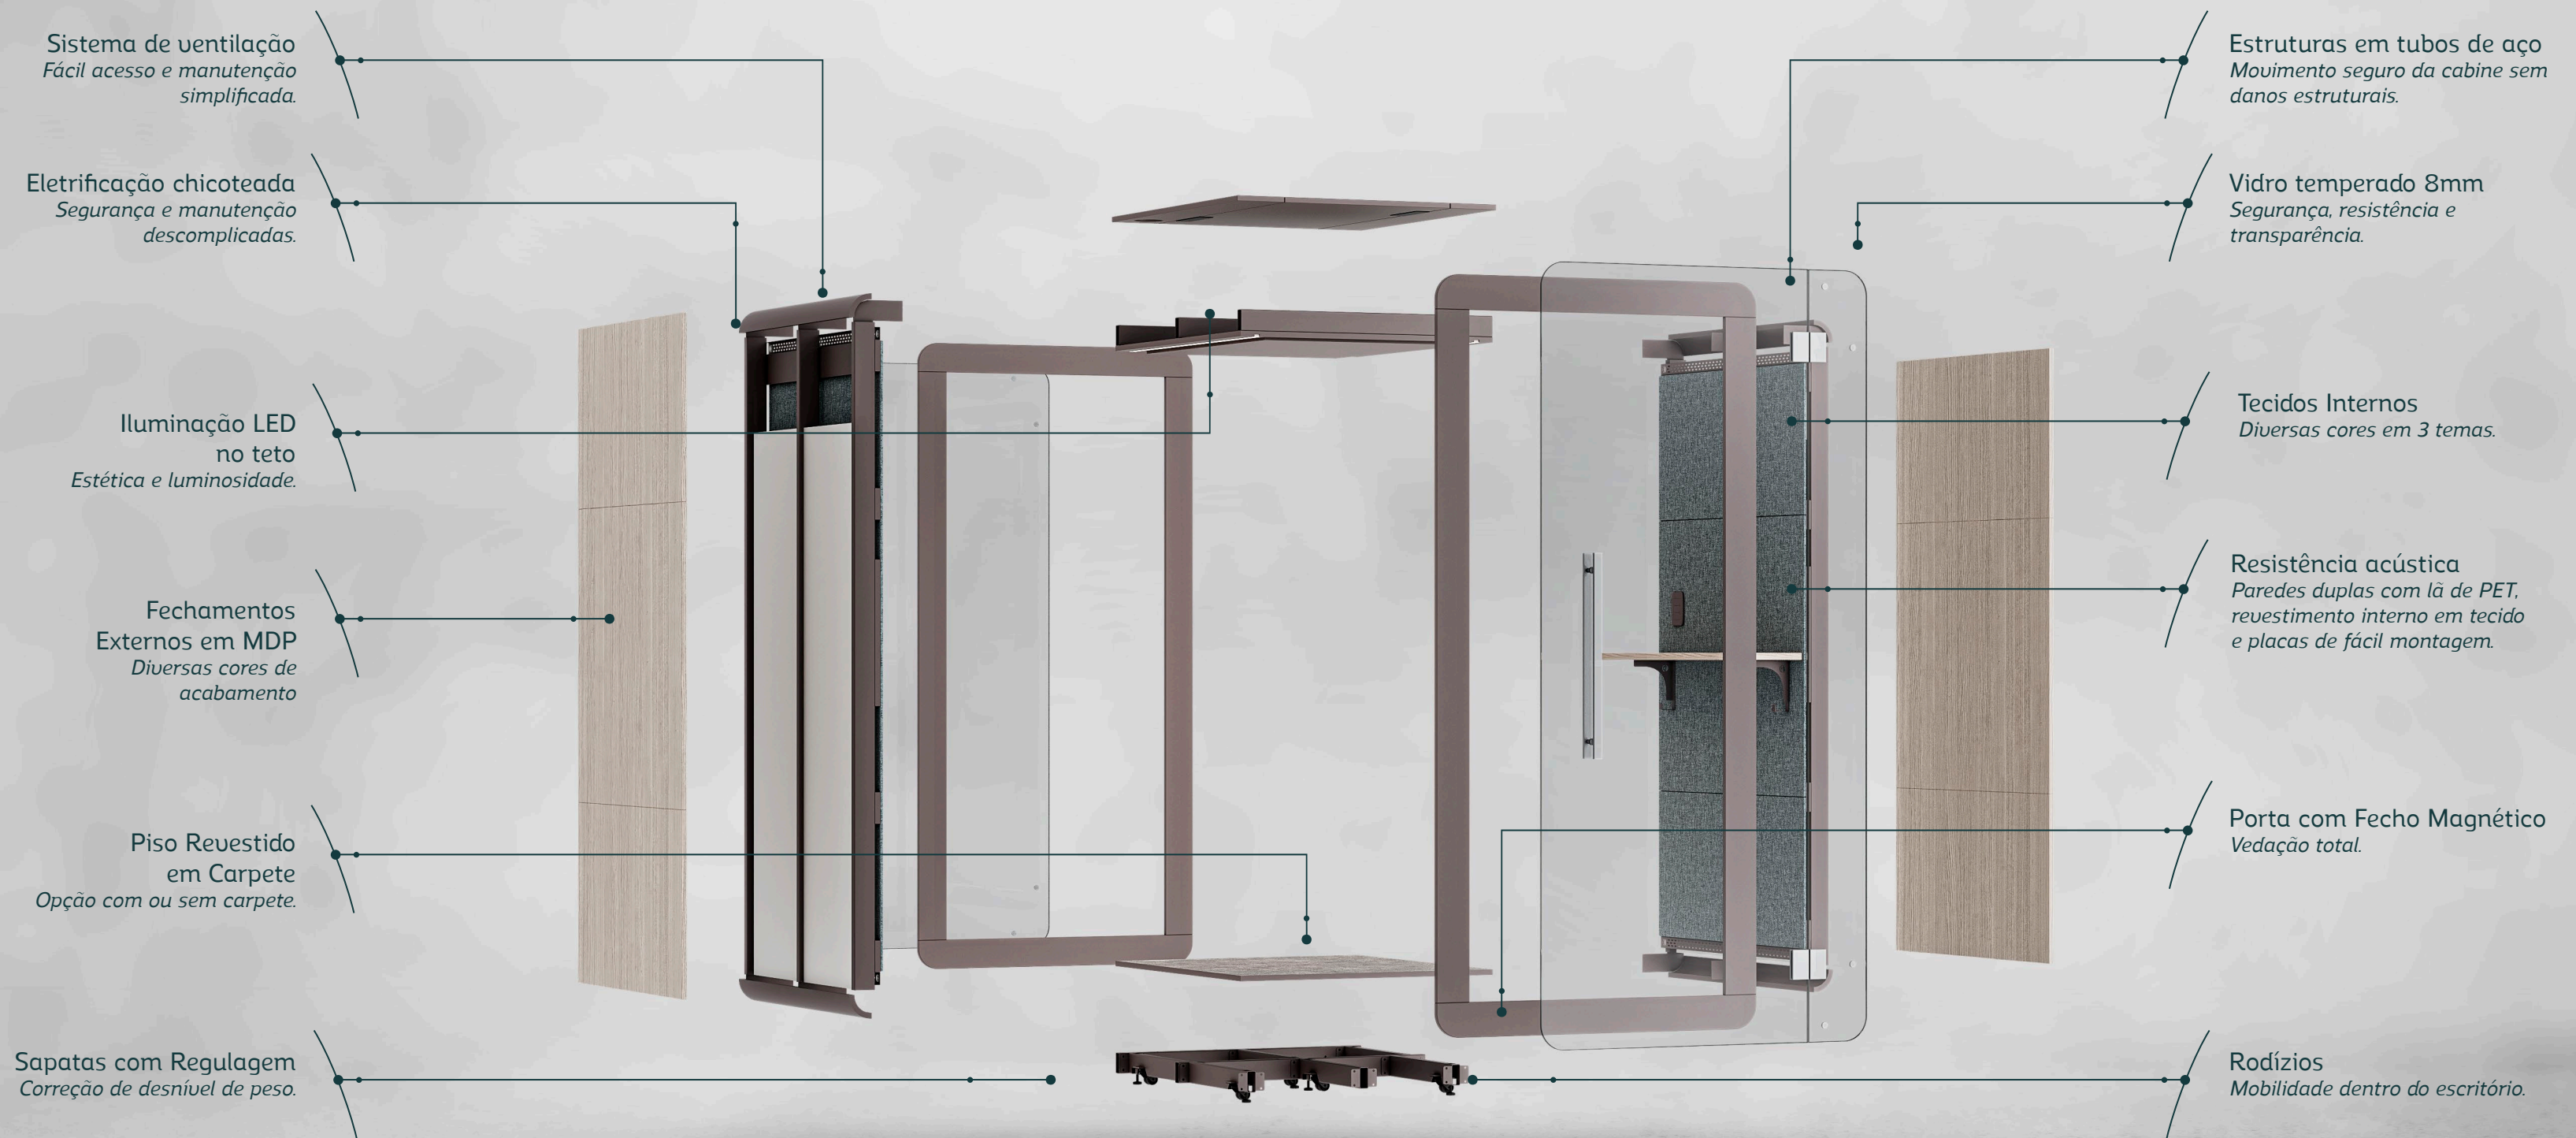 Sistema de ventilação
Fácil acesso e manutenção
simplificada.
Eletrificação chicoteada
Segurança e manutenção
descomplicadas.
Iluminação LED
no teto
Estética e luminosidade.
Fechamentos
Externos em MDP
Diversas cores de
acabamento
Piso Revestido
em Carpete
Opção com ou sem carpete.
Sapatas com Regulagem
Correção de desnível de peso.
Estruturas em tubos de aço
Movimento seguro da cabine sem
danos estruturais.
Vidro temperado 8mm
Segurança, resistência e
transparência.
Tecidos Internos
Diversas cores em 3 temas.
Resistência acústica
Paredes duplas com lã de PET,
revestimento interno em tecido
e placas de fácil montagem.
Porta com Fecho Magnético
Vedação total.
Rodízios
Mobilidade dentro do escritório.